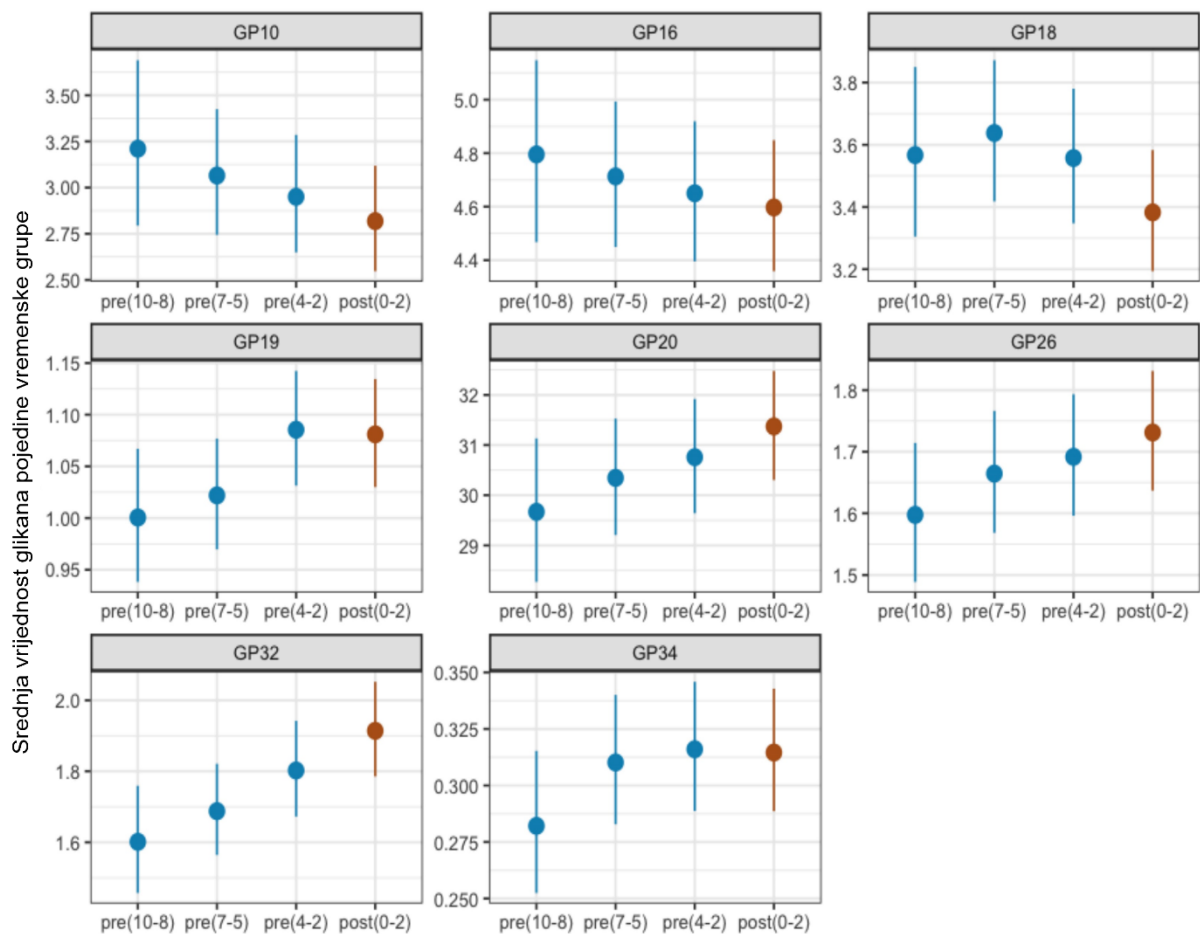 Srednja vrijednost glikana pojedine vremenske grupe
GP10
3.50
3.25
3.00
2.75
2.50
pre(10-8) pre(7-5) pre(4-2) post(0-2)
GP16
5.0
4.8
4.6
4.4
pre(10-8) pre(7-5) pre(4-2) post(0-2)
GP18
3.8
3.6
3.4
3.2
pre(10-8) pre(7-5) pre(4-2) post(0-2)
GP19
1.15
1.10
1.05
1.00
0.95
pre(10-8) pre(7-5) pre(4-2) post(0-2)
GP20
32
31
30
29
pre(10-8) pre(7-5) pre(4-2) post(0-2)
GP26
1.8
1.7
1.6
1.5
pre(10-8) pre(7-5) pre(4-2) post(0-2)
GP32
2.0
1.8
1.6
pre(10-8) pre(7-5) pre(4-2) post(0-2)
GP34
0.350
0.325
0.300
0.275
0.250
pre(10-8) pre(7-5) pre(4-2) post(0-2)